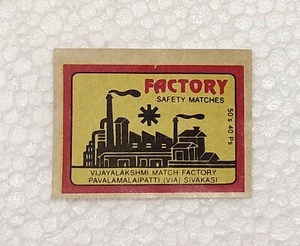 FACTORY
SAFETY MATCHES
50's 40 Ps
VIJAYALAKSHMI MATCH FACTORY
PAVALAMALAIPATTI (VIA) SIVAKASI